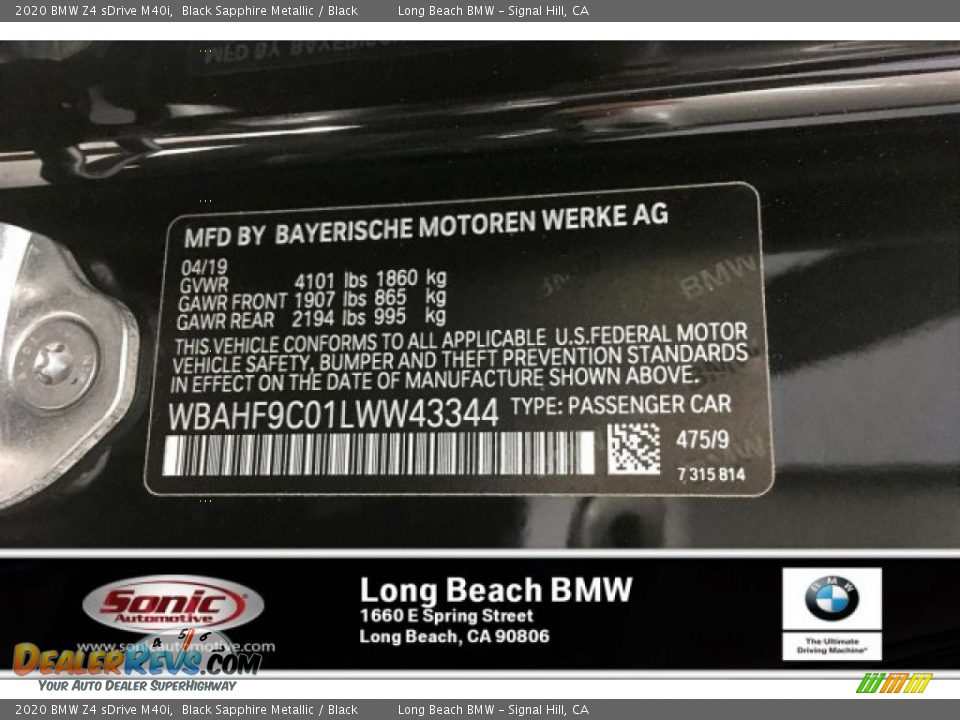 2020 BMW Z4 sDrive M40i, Black Sapphire Metallic / Black Long Beach BMW - Signal Hill, CA
MFD BY BAYERISCHE MOTOREN WERKE AG
04/19
GVWR 4101 lbs 1860 kg
GAWR FRONT 1907 lbs 865 kg
GAWR REAR 2194 lbs 995 kg
THIS VEHICLE CONFORMS TO ALL APPLICABLE U.S.FEDERAL MOTOR
VEHICLE SAFETY, BUMPER AND THEFT PREVENTION STANDARDS
IN EFFECT ON THE DATE OF MANUFACTURE SHOWN ABOVE.
WBAHF9C01LWW43344 TYPE: PASSENGER CAR
475/9
7 315 814
BMW
Sonic
Automotive
www.sonicautomotive.com
Long Beach BMW
1660 E Spring Street
Long Beach, CA 90806
BMW
The Ultimate
Driving Machine®
DEALERREVS.COM
4 5 6
YOUR AUTO DEALER SUPERHIGHWAY
2020 BMW Z4 sDrive M40i, Black Sapphire Metallic / Black Long Beach BMW - Signal Hill, CA